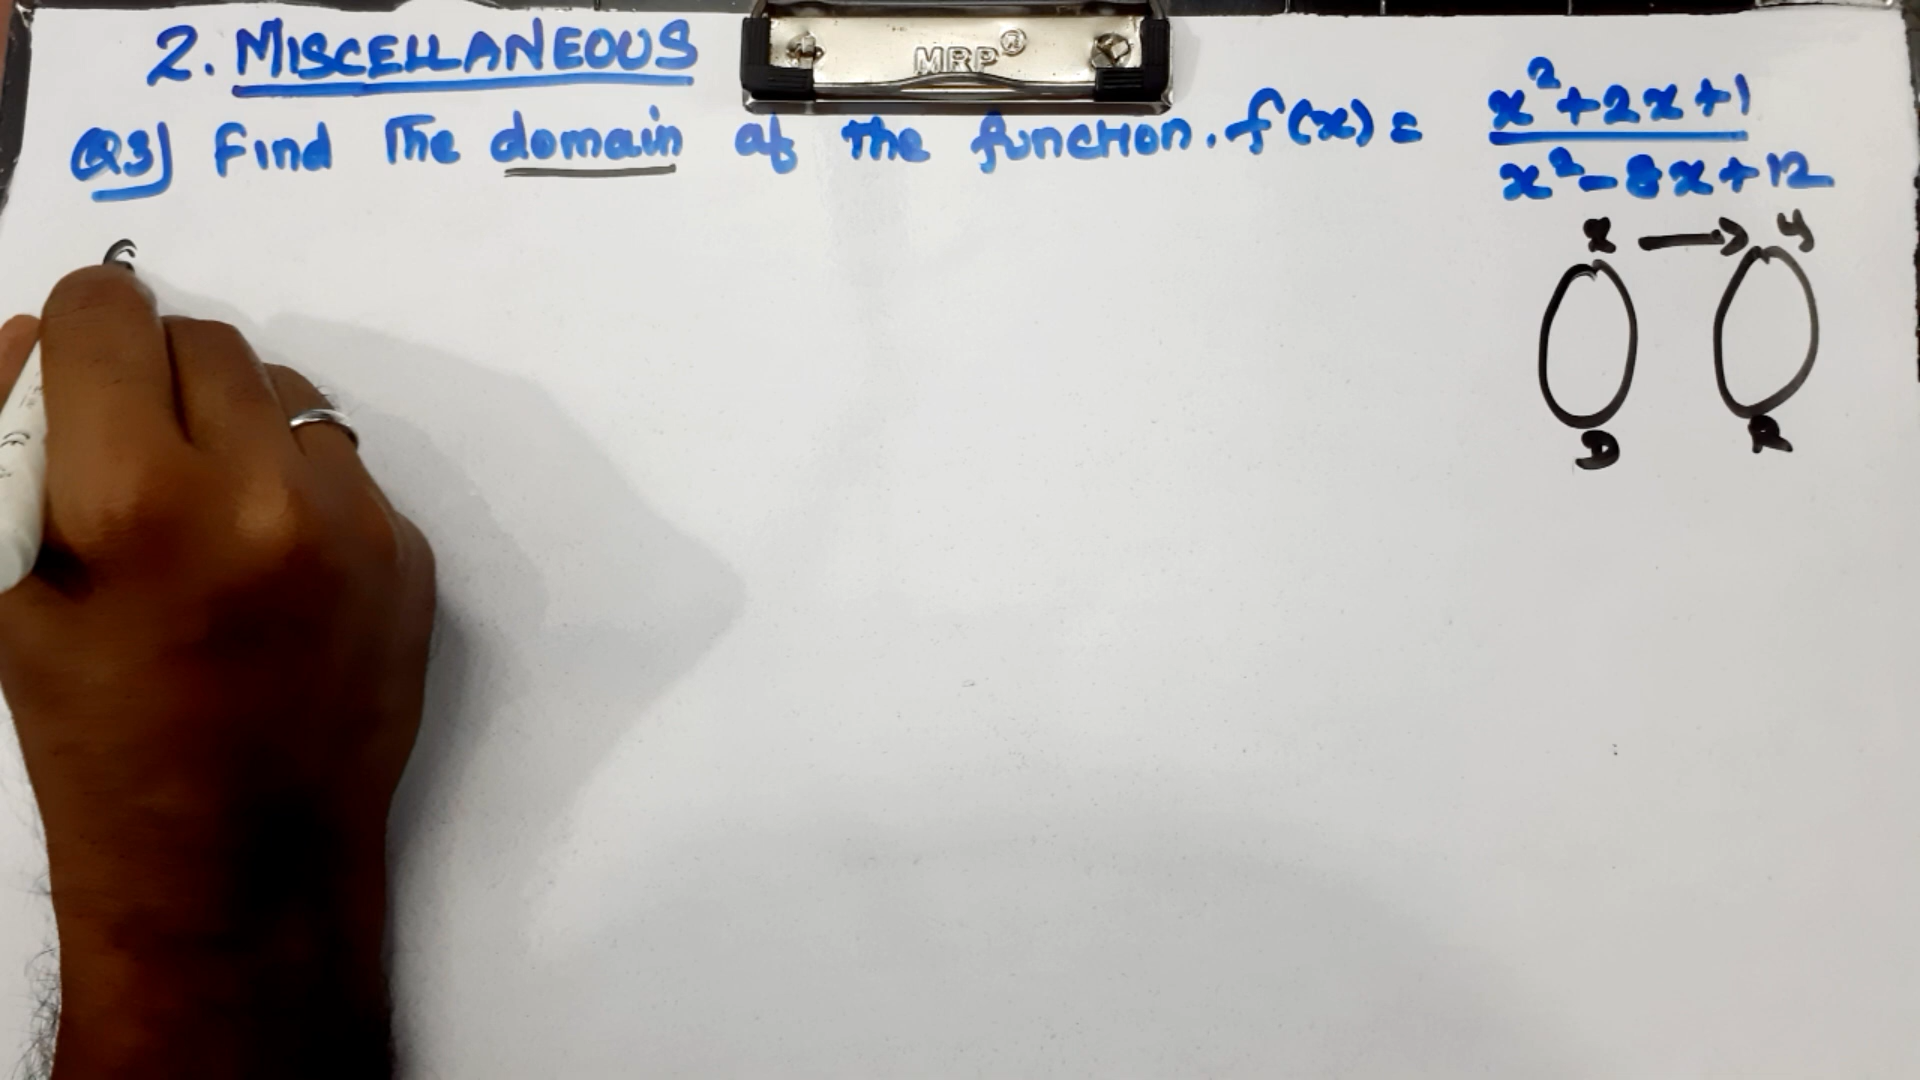 2. MISCELLANEOUS
MRP®
Q3] Find The domain of the function. f(x) = x²+2x+1 / x²-8x+12
x → y
D R